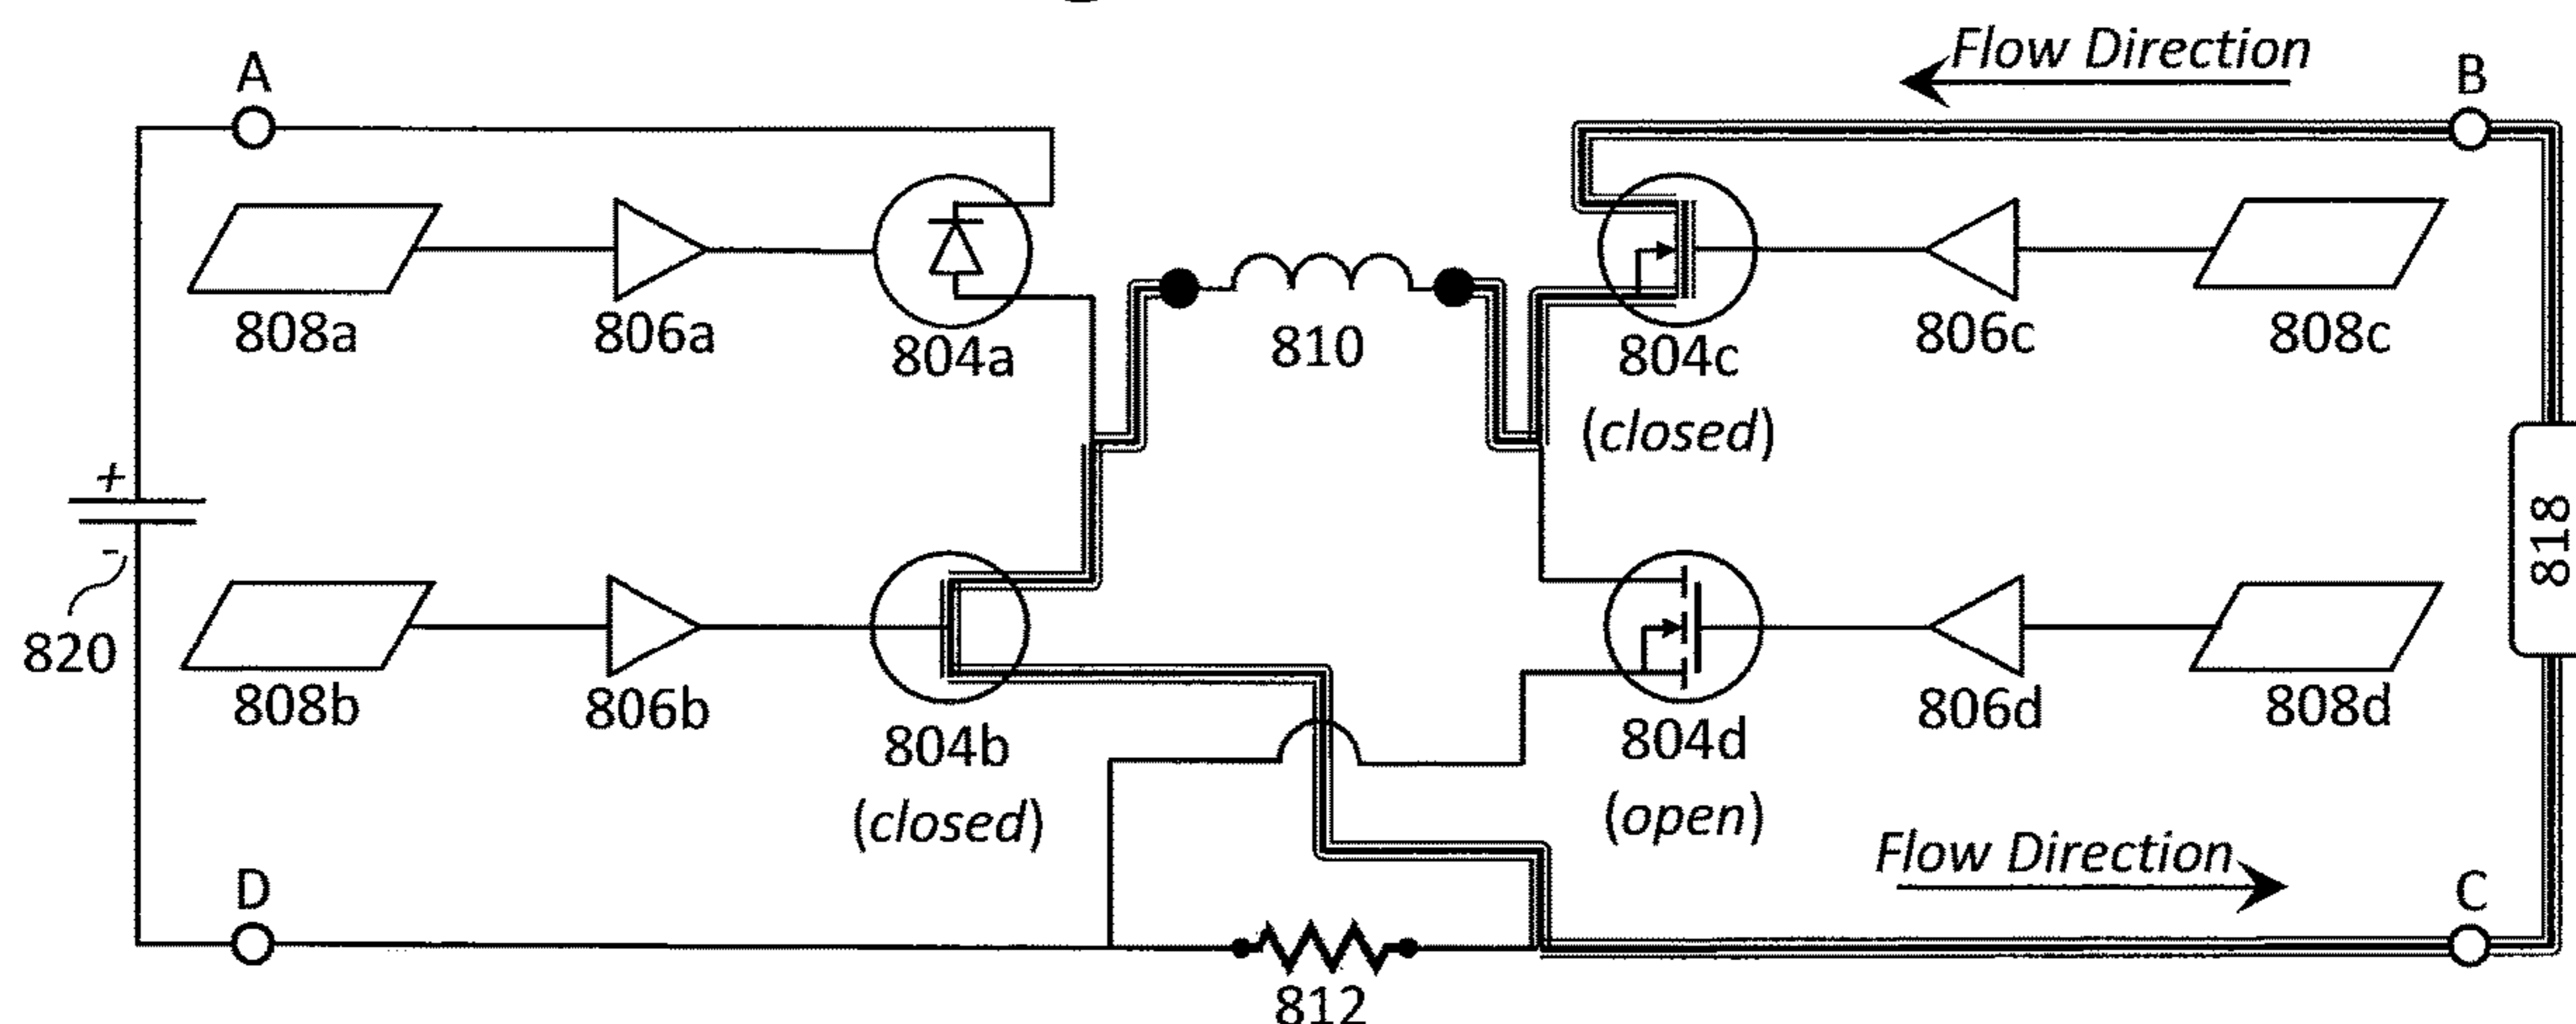 Flow Direction
A
B
808a
806a
804a
810
804c
806c
808c
(closed)
+
-
820
818
808b
806b
804b
804d
806d
808d
(closed)
(open)
Flow Direction
D
C
812